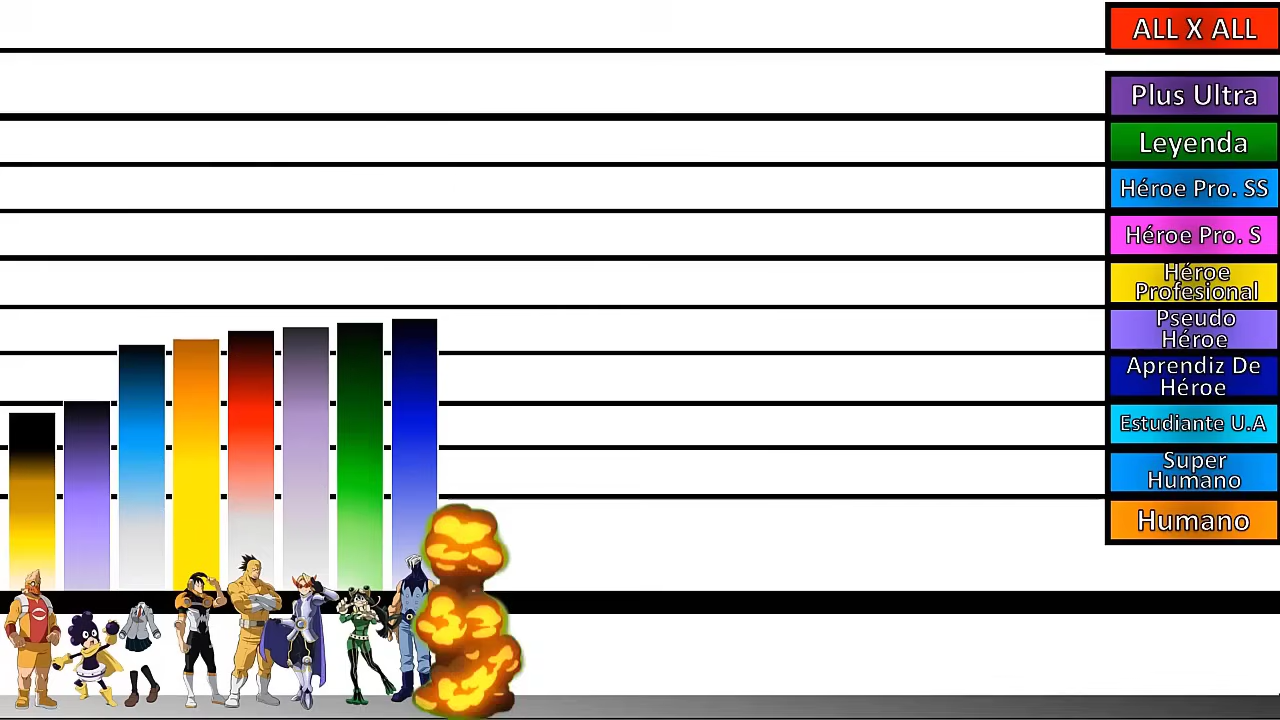 ALL X ALL
Plus Ultra
Leyenda
Héroe Pro. SS
Héroe Pro. S
Héroe
Profesional
Pseudo
Héroe
Aprendiz De
Héroe
Estudiante U.A
Super
Humano
Humano